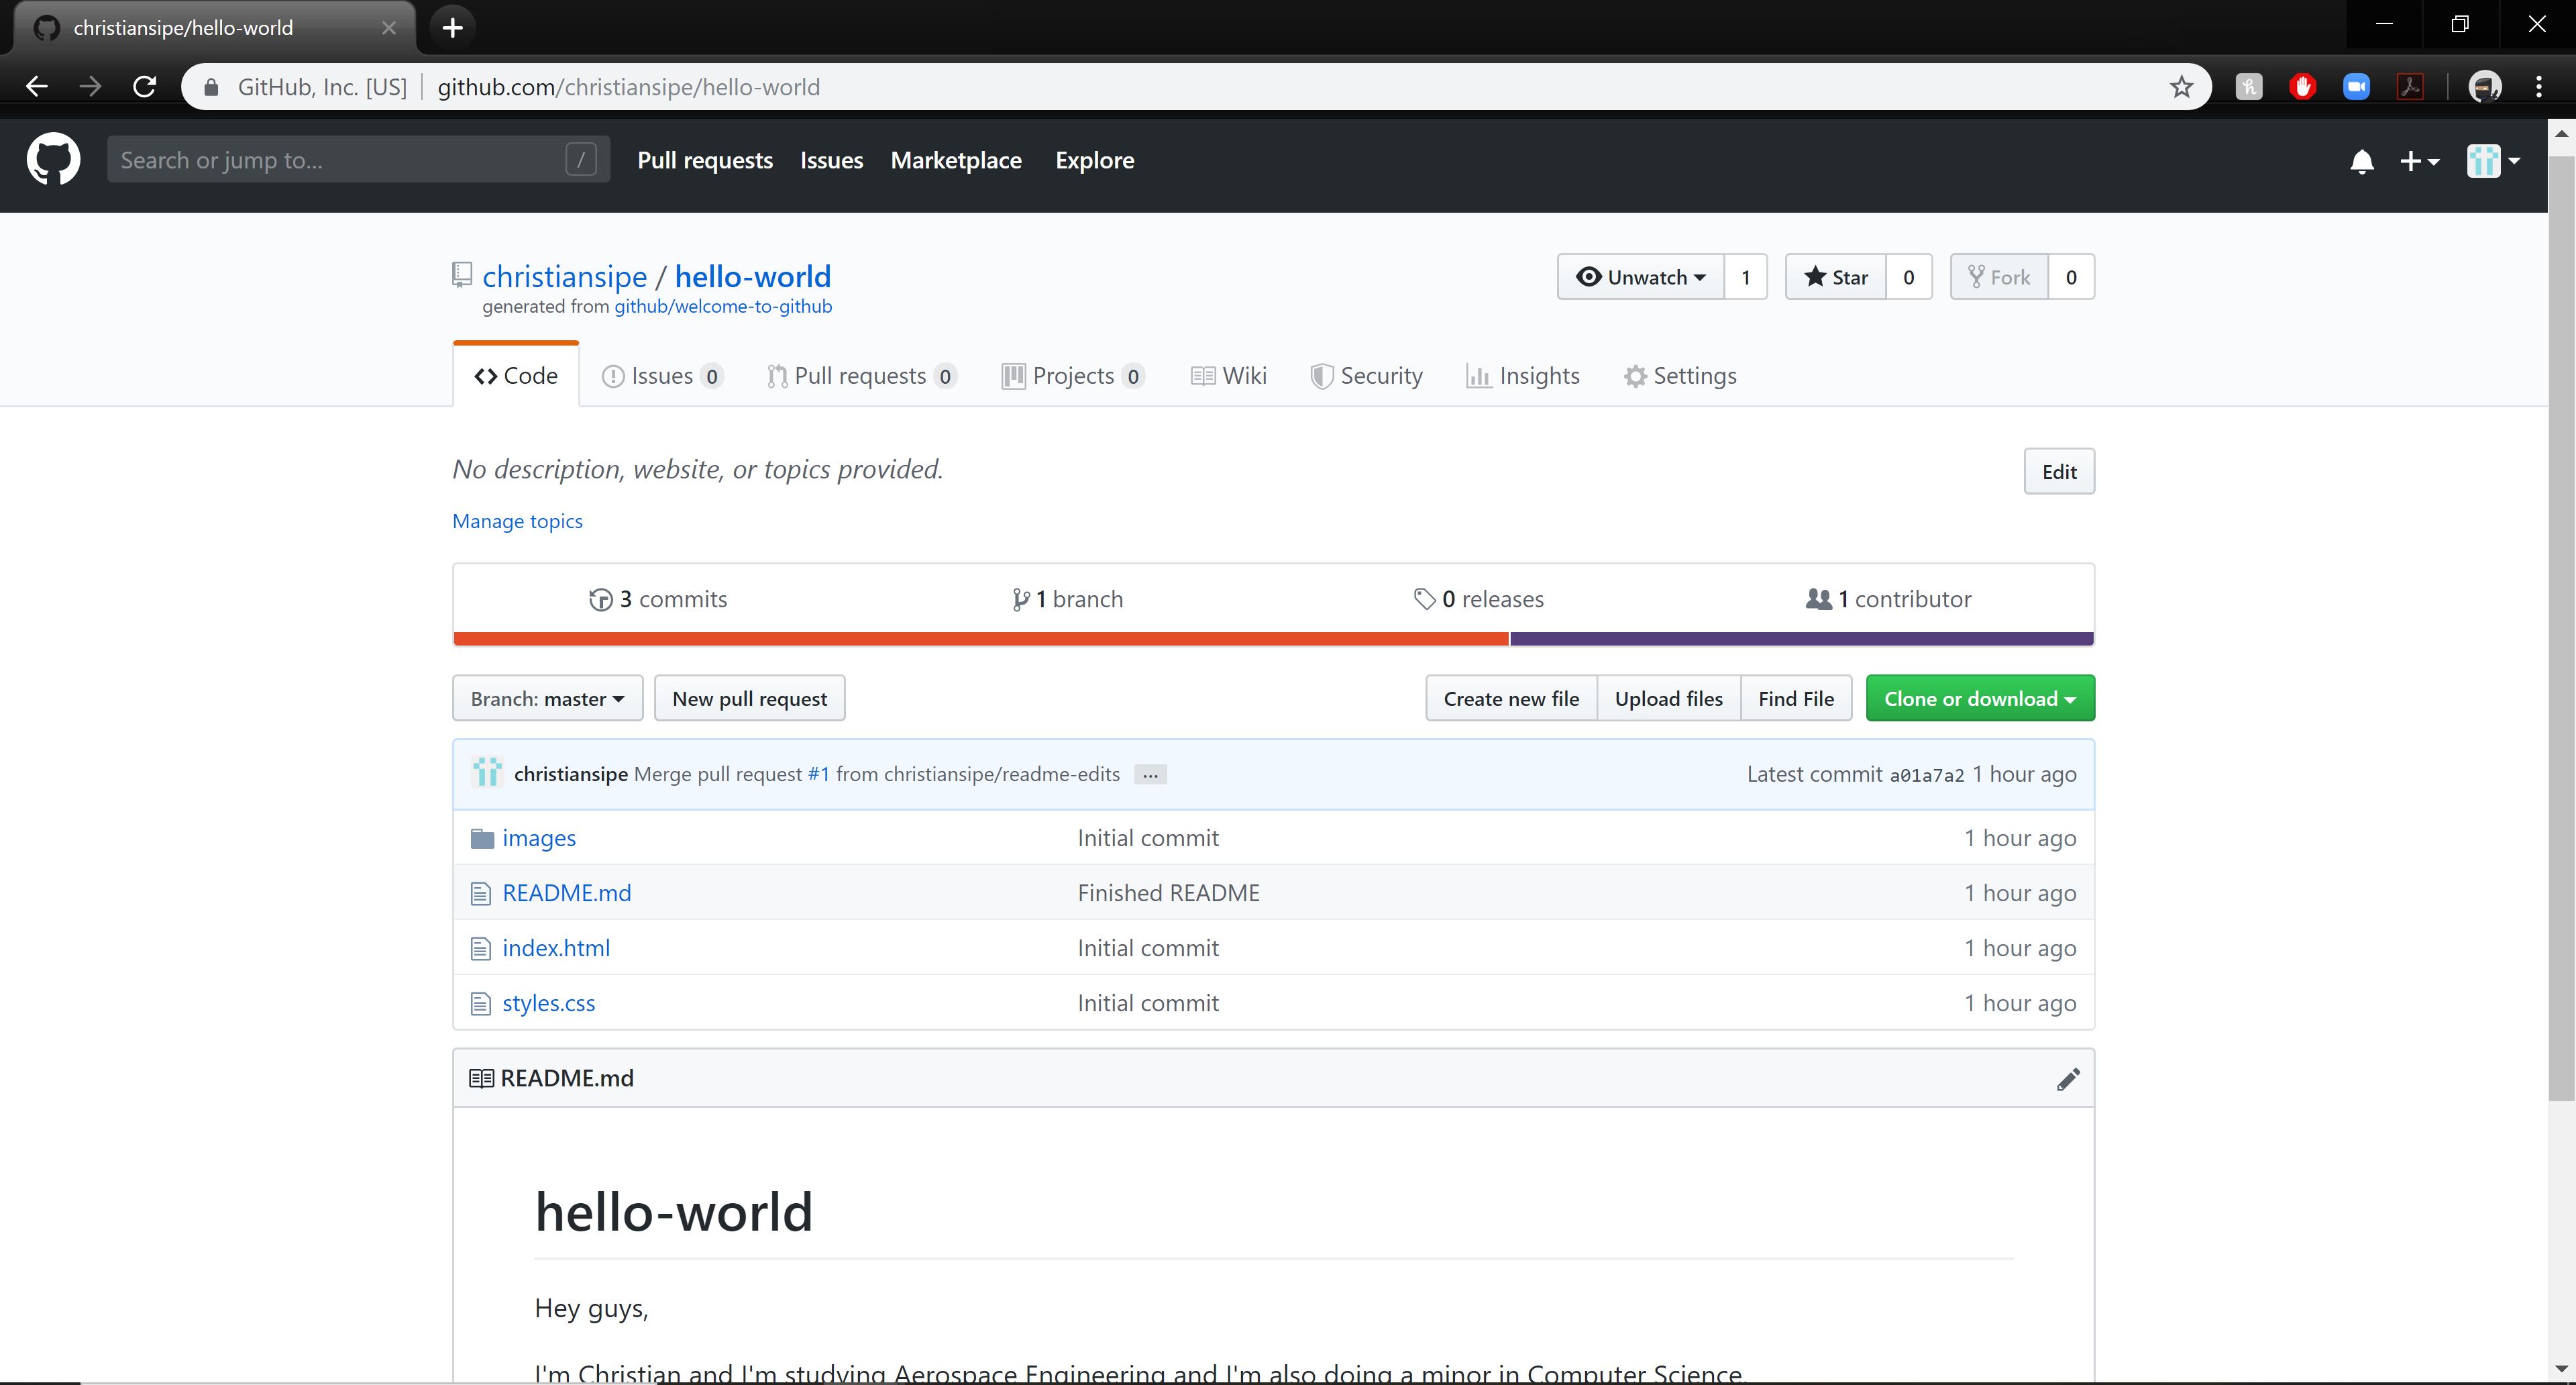 christiansipe/hello-world
GitHub, Inc. [US] | github.com/christiansipe/hello-world
Search or jump to... / Pull requests Issues Marketplace Explore
christiansipe / hello-world Unwatch 1 Star 0 Fork 0
generated from github/welcome-to-github
Code Issues 0 Pull requests 0 Projects 0 Wiki Security Insights Settings
No description, website, or topics provided. Edit
Manage topics
3 commits 1 branch 0 releases 1 contributor
Branch: master New pull request Create new file Upload files Find File Clone or download
christiansipe Merge pull request #1 from christiansipe/readme-edits ... Latest commit a01a7a2 1 hour ago
images Initial commit 1 hour ago
README.md Finished README 1 hour ago
index.html Initial commit 1 hour ago
styles.css Initial commit 1 hour ago
README.md
hello-world
Hey guys,
I'm Christian and I'm studying Aerospace Engineering and I'm also doing a minor in Computer Science.